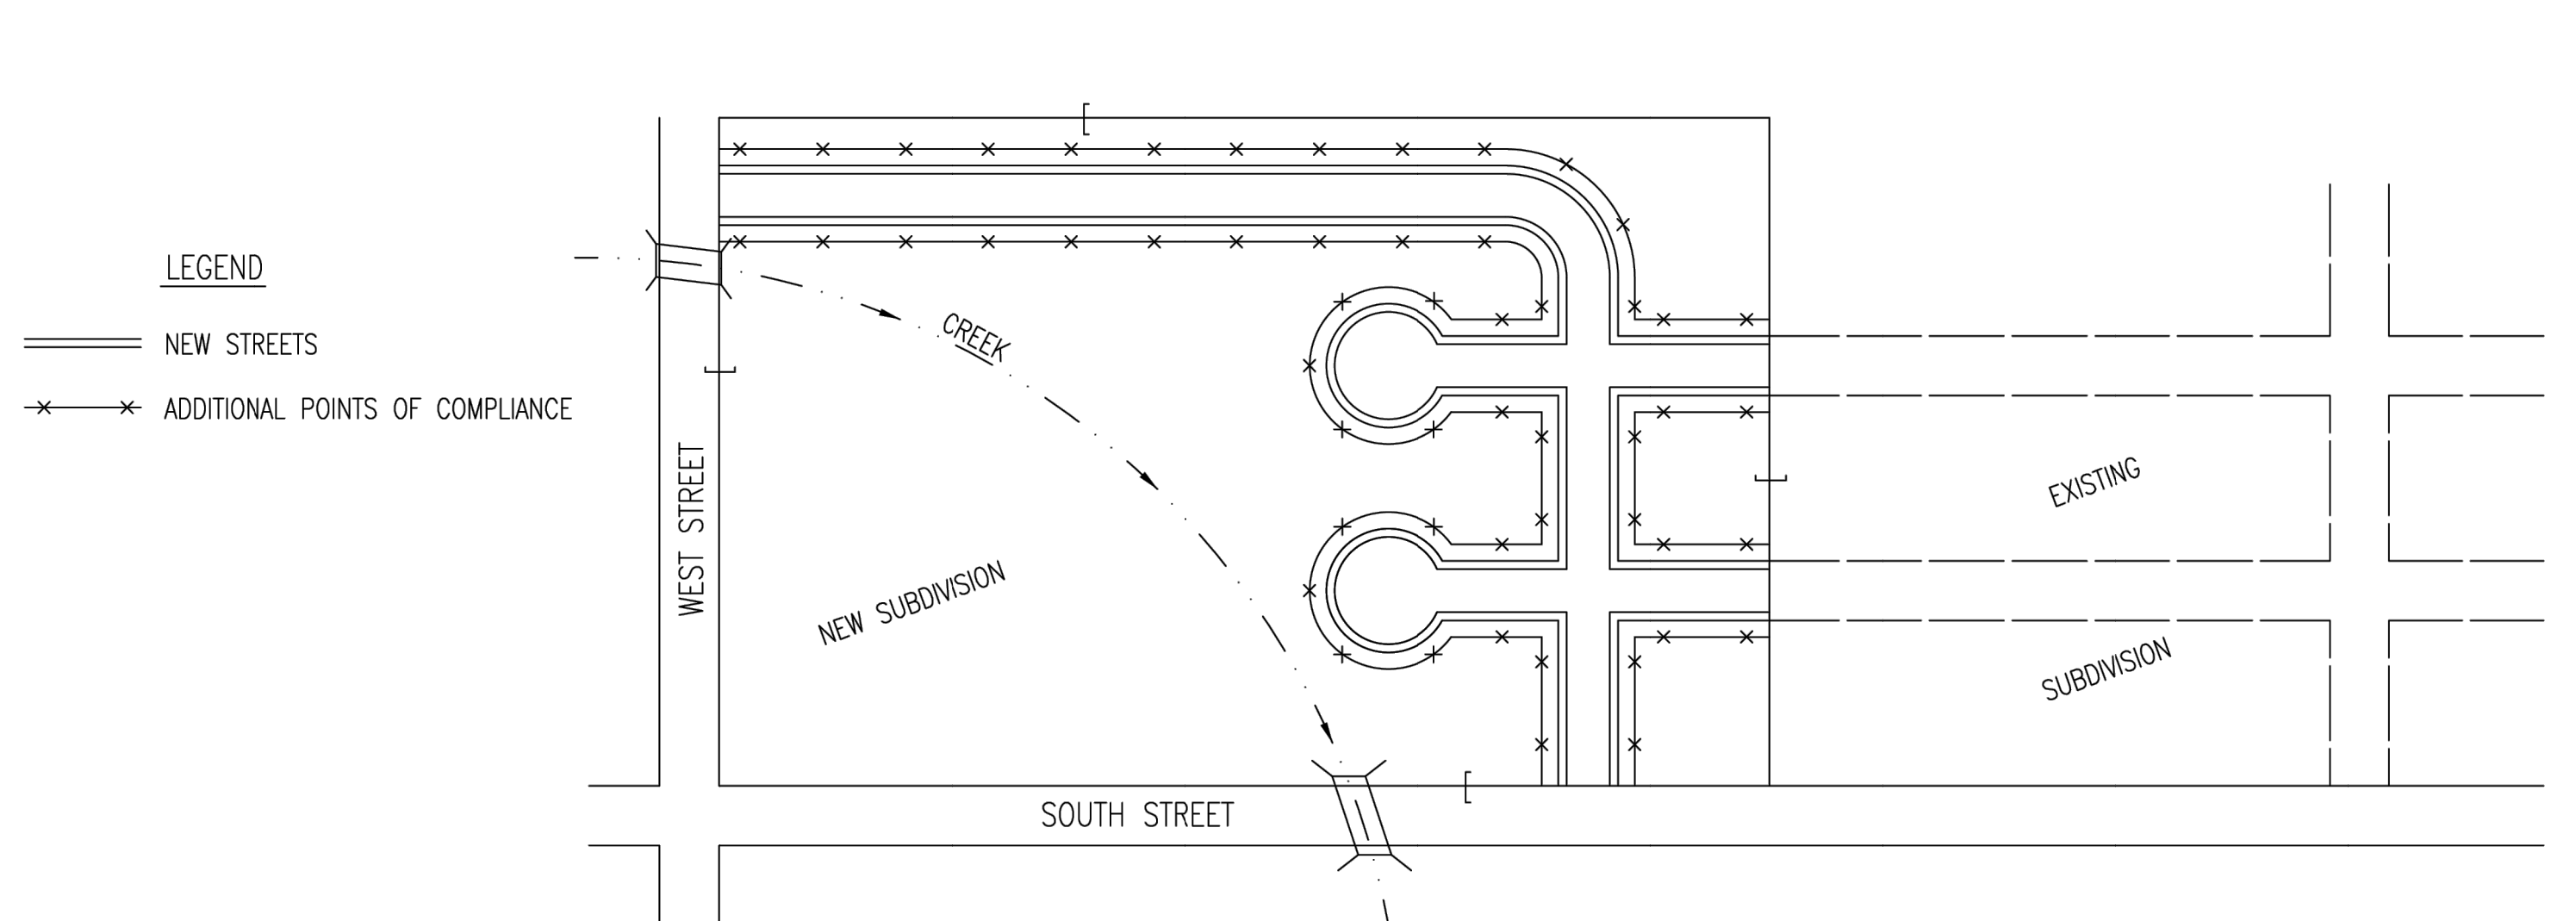 LEGEND
NEW STREETS
ADDITIONAL POINTS OF COMPLIANCE
CREEK
WEST STREET
NEW SUBDIVISION
EXISTING
SUBDIVISION
SOUTH STREET